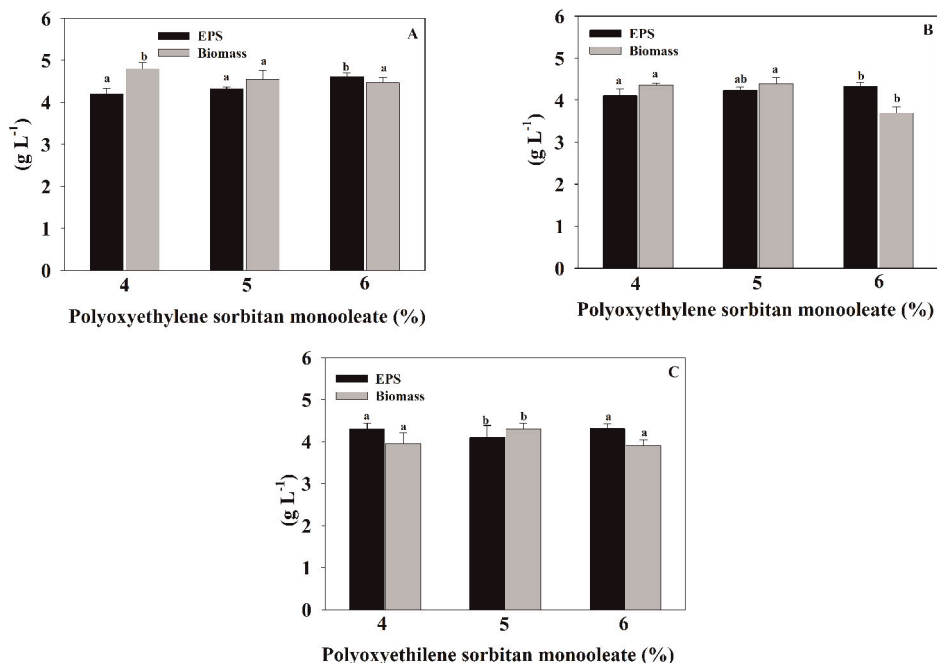 6
5
4
3
2
1
0
(g L-1)
EPS
Biomass
A
a
b
a
a
b
a
4
5
6
Polyoxyethylene sorbitan monooleate (%)
6
5
4
3
2
1
0
(g L-1)
EPS
Biomass
B
a
a
ab
a
b
b
4
5
6
Polyoxyethylene sorbitan monooleate (%)
6
5
4
3
2
1
0
(g L-1)
EPS
Biomass
C
a
a
b
b
a
a
4
5
6
Polyoxyethilene sorbitan monooleate (%)